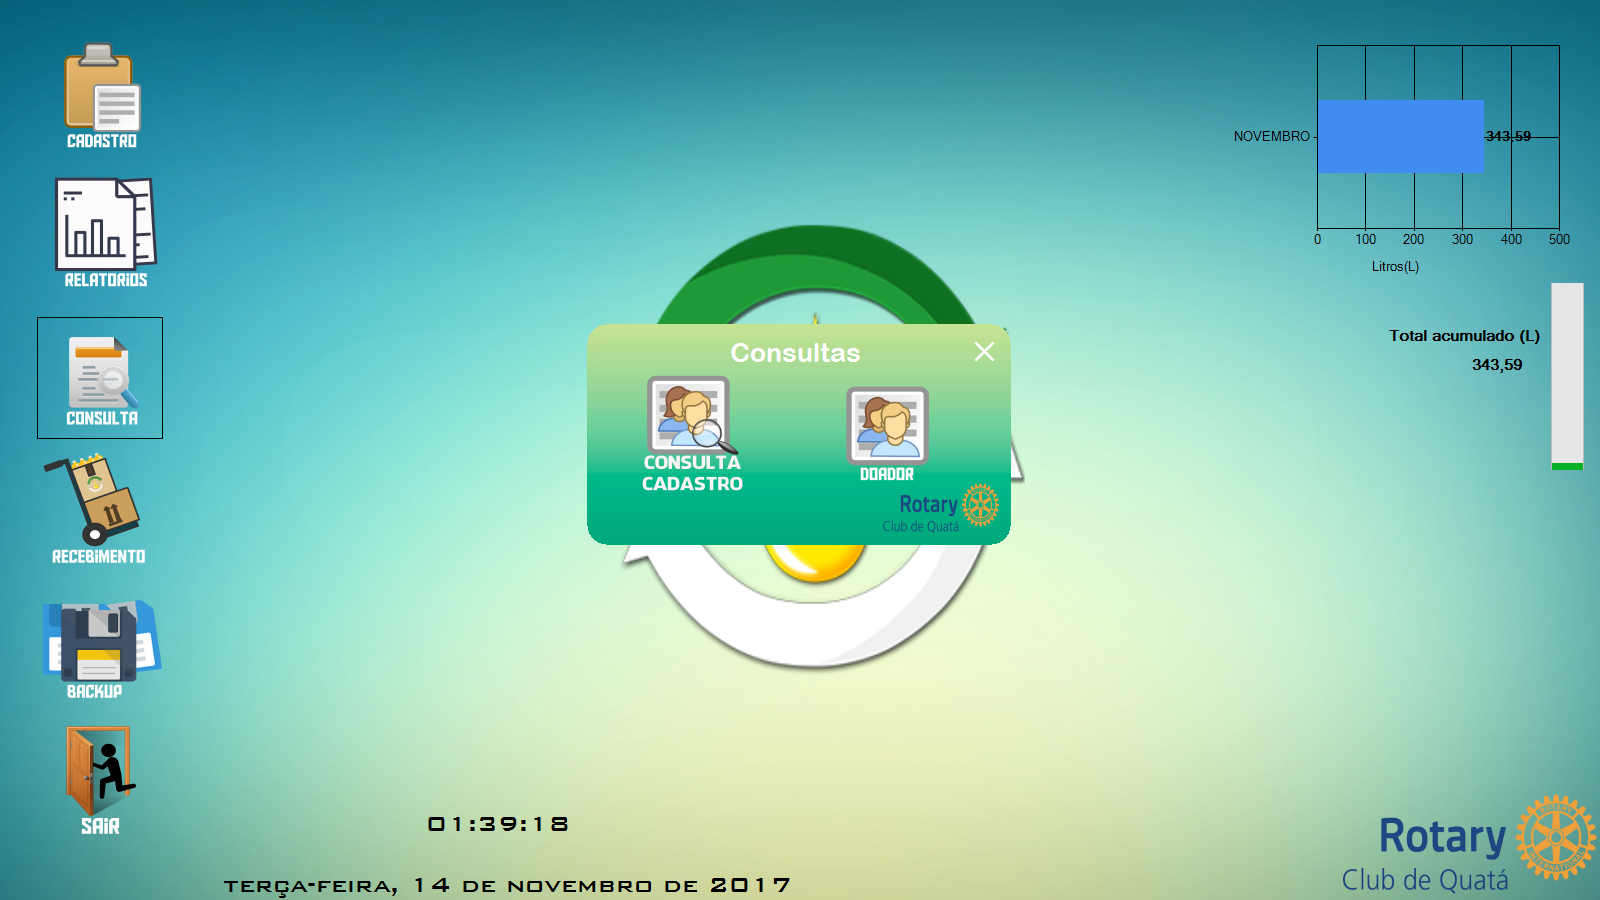 CADASTRO
RELATORIOS
CONSULTA
RECEBIMENTO
BACKUP
SAIR
Consultas
CONSULTA
CADASTRO
DOADOR
Rotary
Club de Quatá
NOVEMBRO
343,59
0 100 200 300 400 500
Litros(L)
Total acumulado (L)
343,59
01:39:18
TERÇA-FEIRA, 14 DE NOVEMBRO DE 2017
Rotary
Club de Quatá
ROTARY
INTERNATIONAL